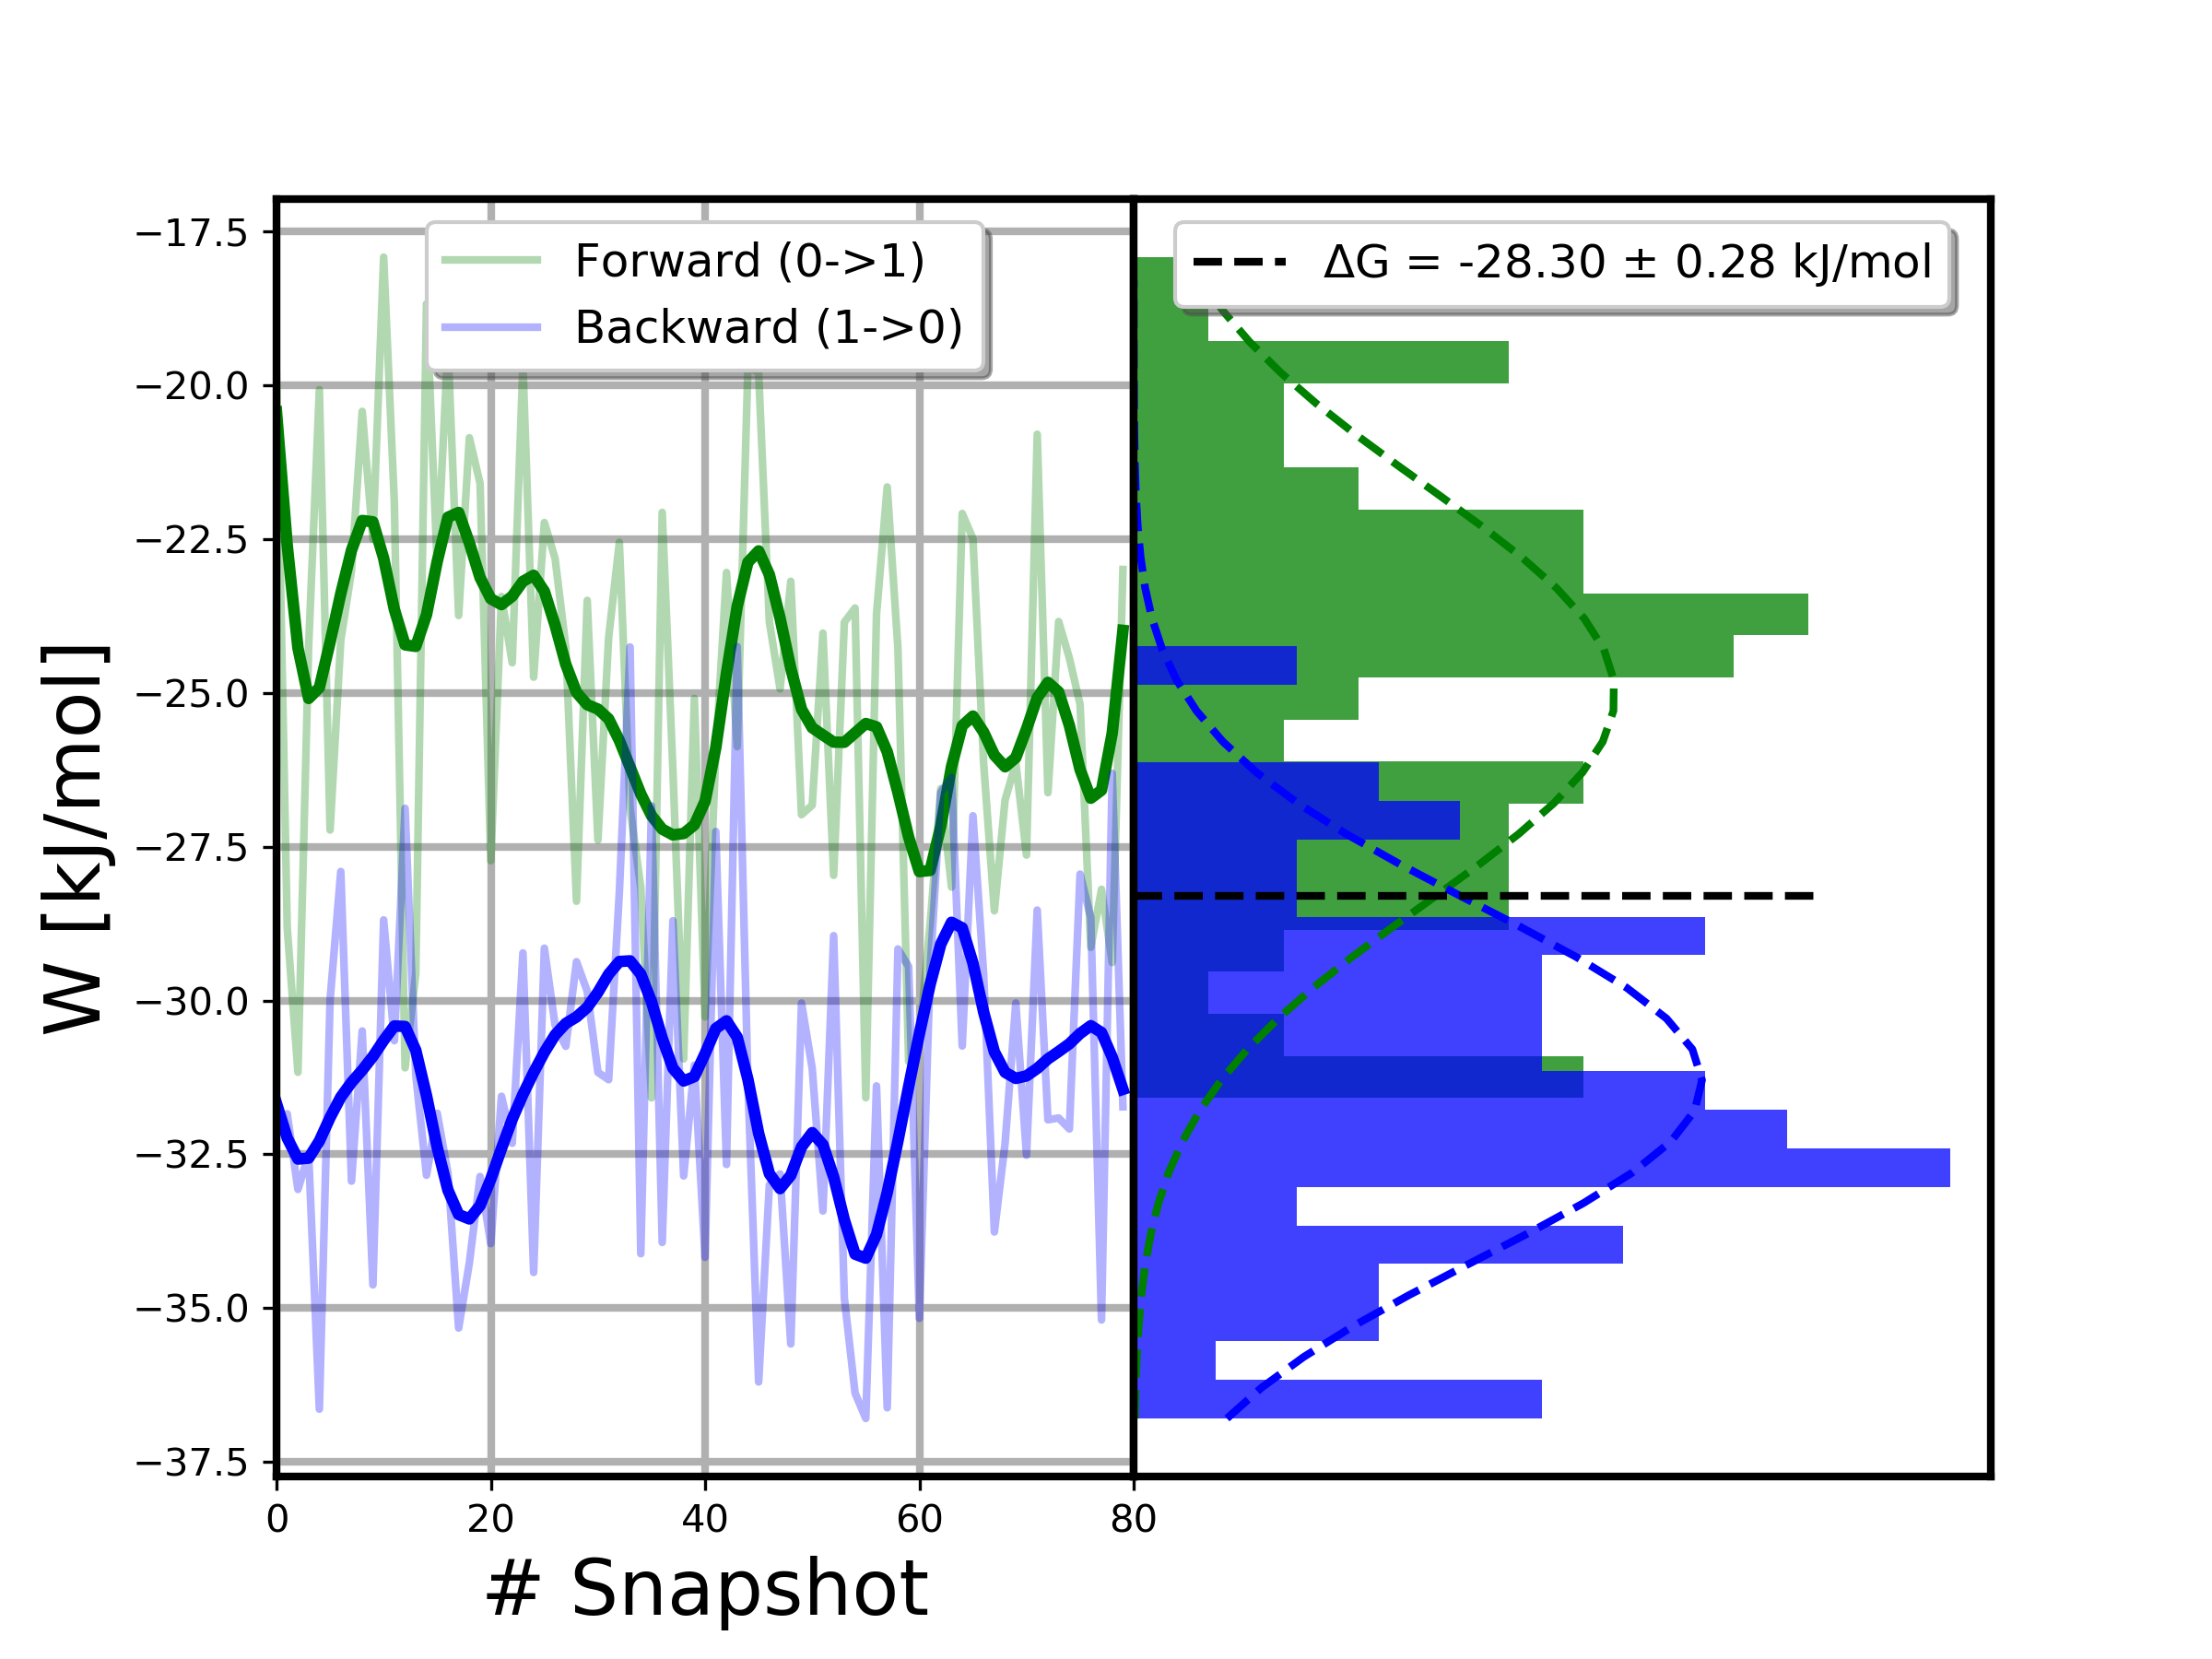 Forward (0->1)
Backward (1->0)
ΔG = -28.30 ± 0.28 kJ/mol
W [kJ/mol]
−17.5
−20.0
−22.5
−25.0
−27.5
−30.0
−32.5
−35.0
−37.5
0 20 40 60 80
# Snapshot